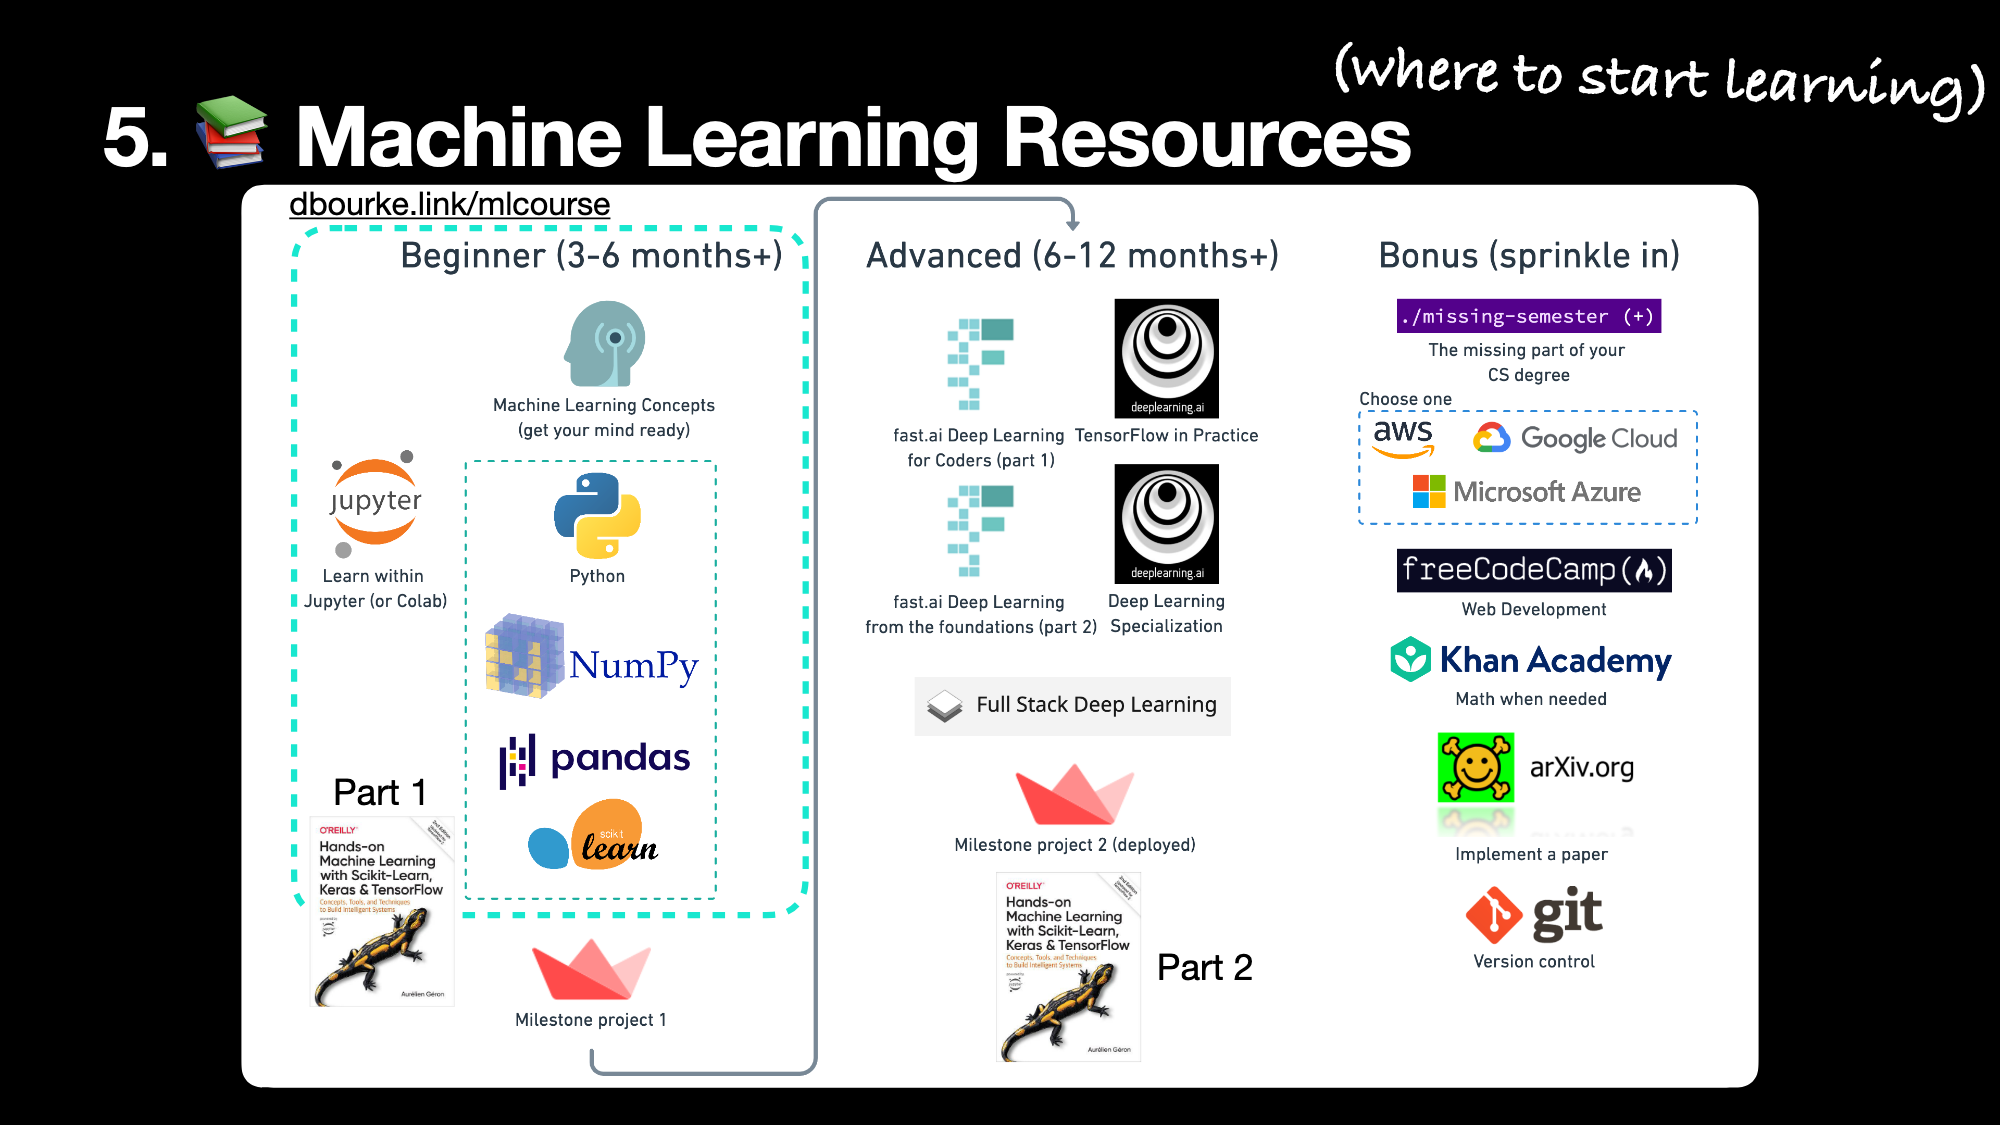 (where to start learning)
5. 📚 Machine Learning Resources
dbourke.link/mlcourse
Beginner (3-6 months+)
Machine Learning Concepts
(get your mind ready)
jupyter
Learn within
Jupyter (or Colab)
Python
NumPy
pandas
scikit
learn
Part 1
O'REILLY
2nd Edition
Hands-on
Machine Learning
with Scikit-Learn,
Keras & TensorFlow
Concepts, Tools, and Techniques
to Build Intelligent Systems
Aurélien Géron
Milestone project 1
Advanced (6-12 months+)
fast.ai Deep Learning
for Coders (part 1)
deeplearning.ai
TensorFlow in Practice
fast.ai Deep Learning
from the foundations (part 2)
deeplearning.ai
Deep Learning
Specialization
Full Stack Deep Learning
Milestone project 2 (deployed)
O'REILLY
2nd Edition
Hands-on
Machine Learning
with Scikit-Learn,
Keras & TensorFlow
Concepts, Tools, and Techniques
to Build Intelligent Systems
Aurélien Géron
Part 2
Bonus (sprinkle in)
./missing-semester (+)
The missing part of your
CS degree
Choose one
aws
Google Cloud
Microsoft Azure
freeCodeCamp(🔥)
Web Development
Khan Academy
Math when needed
arXiv.org
Implement a paper
git
Version control